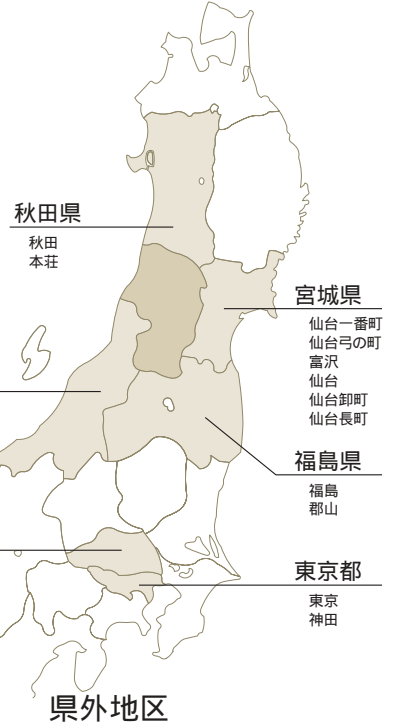 秋田県
秋田
本荘
宮城県
仙台一番町
仙台弓の町
富沢
仙台
仙台卸町
仙台長町
福島県
福島
郡山
東京都
東京
神田
県外地区